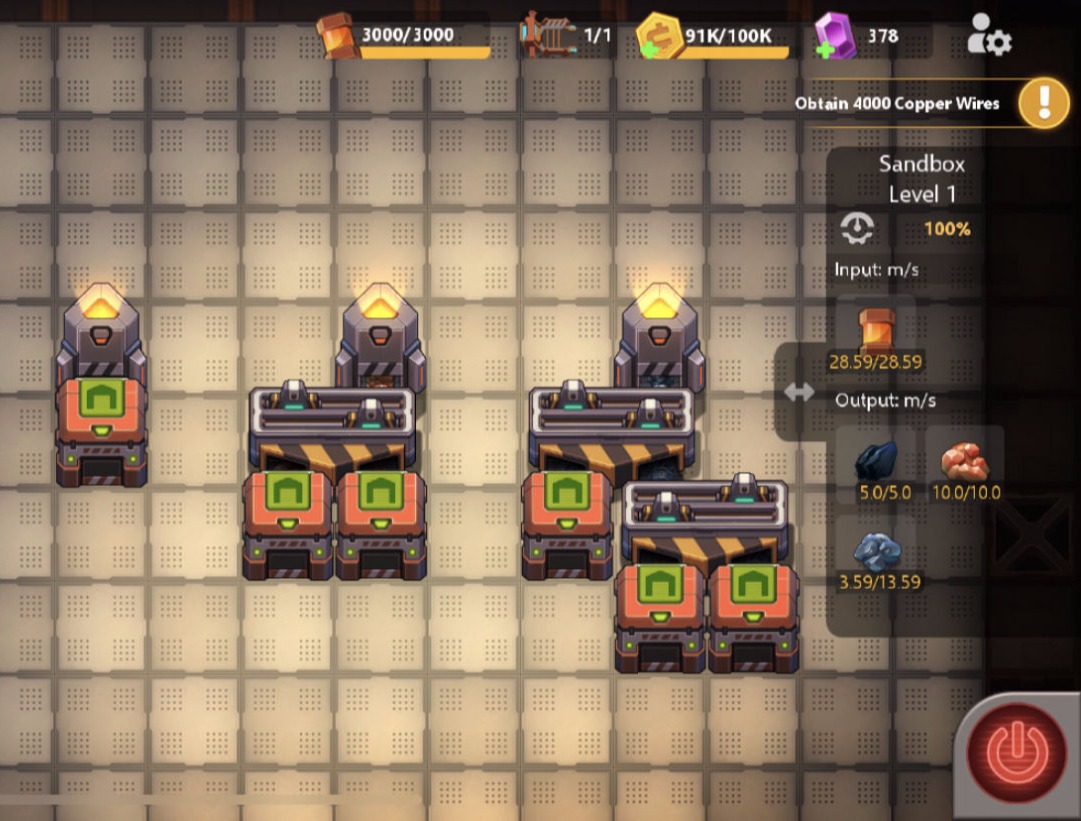 3000/3000
1/1
91K/100K
378
Obtain 4000 Copper Wires
Sandbox
Level 1
100%
Input: m/s
28.59/28.59
Output: m/s
5.0/5.0
10.0/10.0
3.59/13.59